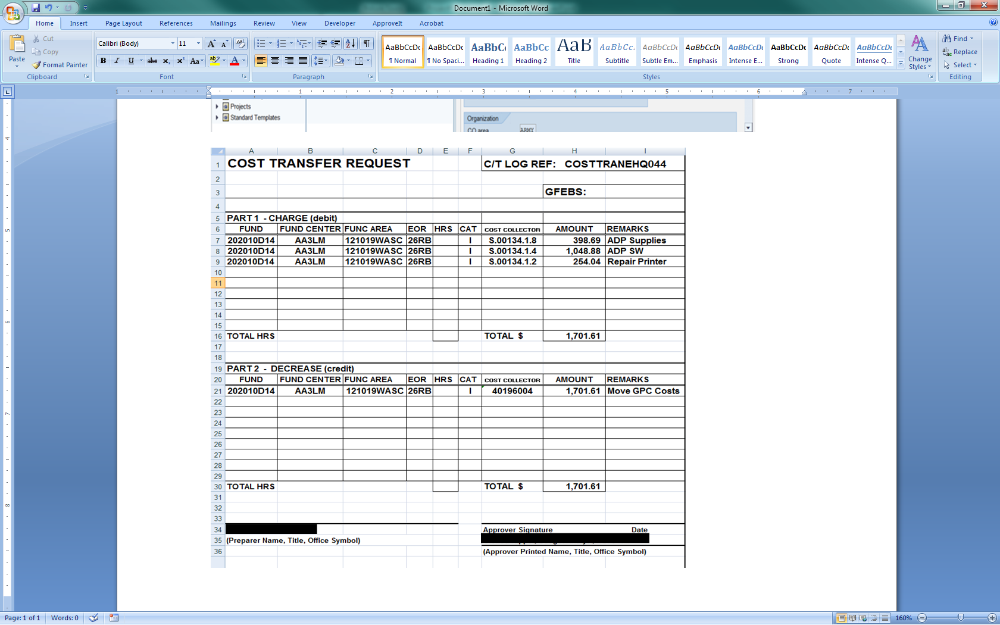 Document1 - Microsoft Word
Home Insert Page Layout References Mailings Review View Developer ApproveIt Acrobat
Paste
Cut
Copy
Format Painter
Clipboard
Calibri (Body) 11
Font
Paragraph
AaBbCcDc AaBbCcDc AaBbC AaBbCc AaB AaBbCc. AaBbCcDc AaBbCcDc AaBbCcDc AaBbCcDc AaBbCcDc AaBbCcDc
¶ Normal ¶ No Spaci... Heading 1 Heading 2 Title Subtitle Subtle Em... Emphasis Intense E... Strong Quote Intense Q...
Change Styles
Styles
Find
Replace
Select
Editing
1 1 2 3 4 5 6 7
Projects
Standard Templates
Organization
CO area ARMY
A B C D E F G H I
1 COST TRANSFER REQUEST C/T LOG REF: COSTTRANEHQ044
2
3 GFEBS:
4
5 PART 1 - CHARGE (debit)
6 FUND FUND CENTER FUNC AREA EOR HRS CAT COST COLLECTOR AMOUNT REMARKS
7 202010D14 AA3LM 121019WASC 26RB I S.00134.1.8 398.69 ADP Supplies
8 202010D14 AA3LM 121019WASC 26RB I S.00134.1.4 1,048.88 ADP SW
9 202010D14 AA3LM 121019WASC 26RB I S.00134.1.2 254.04 Repair Printer
10
11
12
13
14
15
16 TOTAL HRS TOTAL $ 1,701.61
17
18
19 PART 2 - DECREASE (credit)
20 FUND FUND CENTER FUNC AREA EOR HRS CAT COST COLLECTOR AMOUNT REMARKS
21 202010D14 AA3LM 121019WASC 26RB I 40196004 1,701.61 Move GPC Costs
22
23
24
25
26
27
28
29
30 TOTAL HRS TOTAL $ 1,701.61
31
32
33
34 Approver Signature Date
35 (Preparer Name, Title, Office Symbol)
36 (Approver Printed Name, Title, Office Symbol)
4
5
6
7
8
Page: 1 of 1 Words: 0 160%